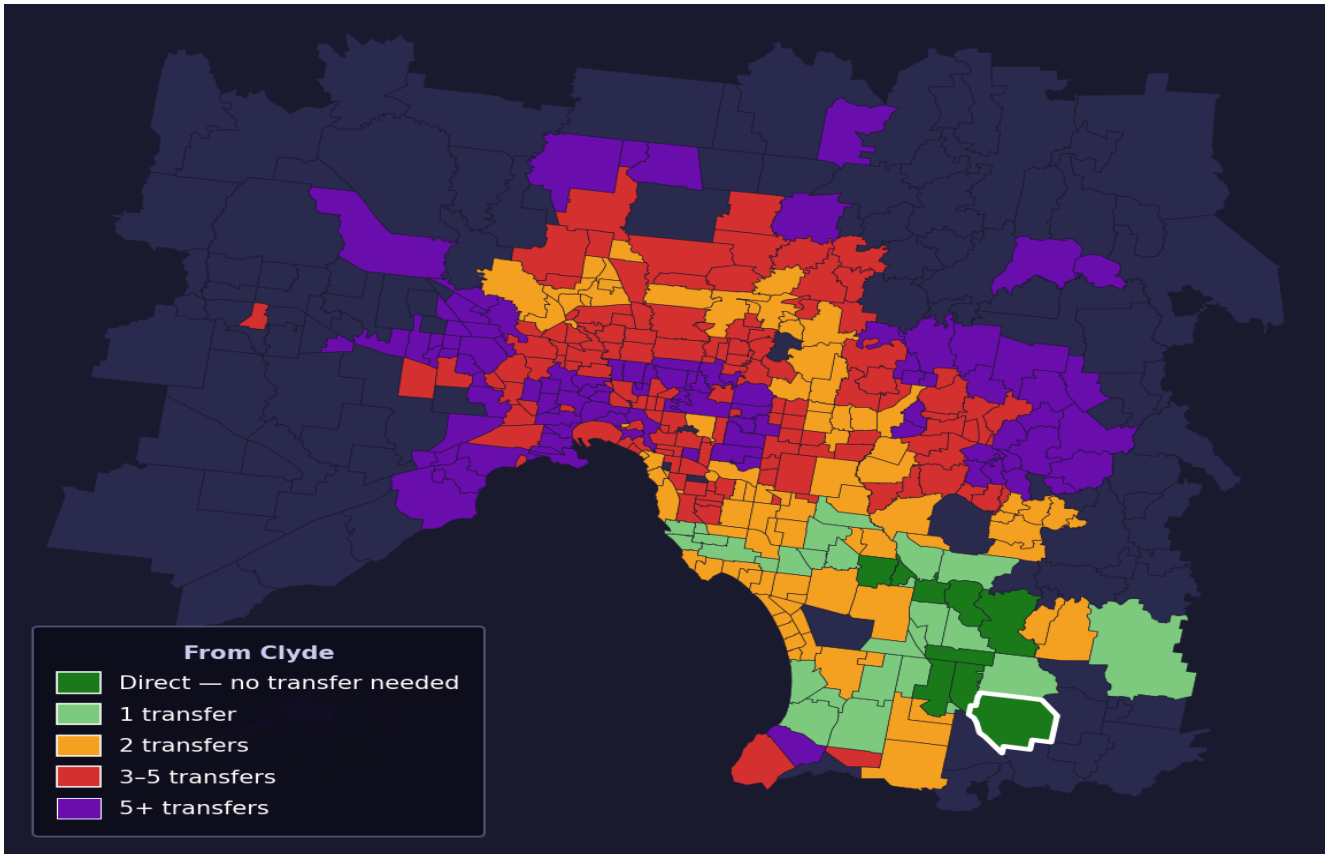 From Clyde
Direct — no transfer needed
1 transfer
2 transfers
3–5 transfers
5+ transfers